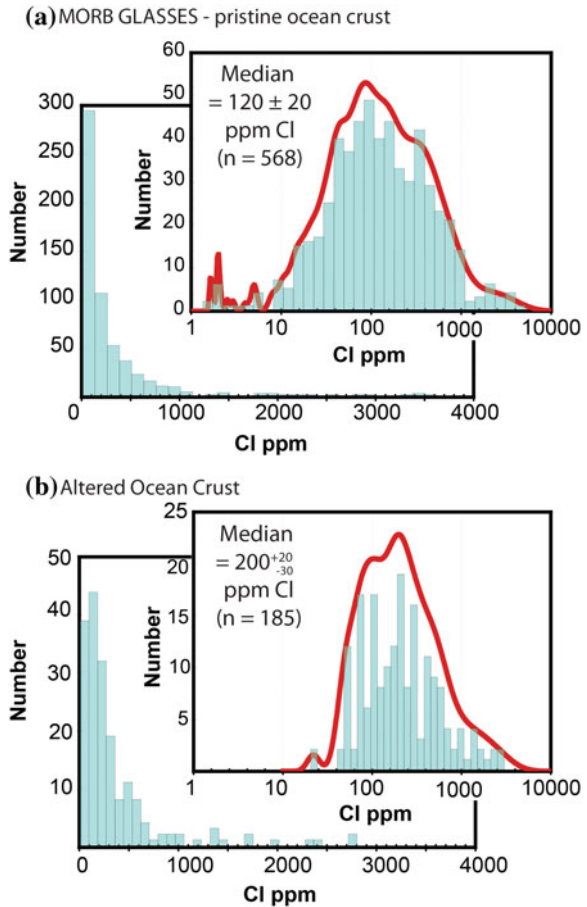 (a) MORB GLASSES - pristine ocean crust
Number
300
250
200
150
100
50
0
1000
2000
3000
4000
Cl ppm
Number
60
50
40
30
20
10
0
1
10
100
1000
10000
Cl ppm
Median
= 120 ± 20
ppm Cl
(n = 568)
(b) Altered Ocean Crust
Number
50
40
30
20
10
0
1000
2000
3000
4000
Cl ppm
Number
25
20
15
10
5
1
10
100
1000
10000
Cl ppm
Median
= 200 +20 -30
ppm Cl
(n = 185)